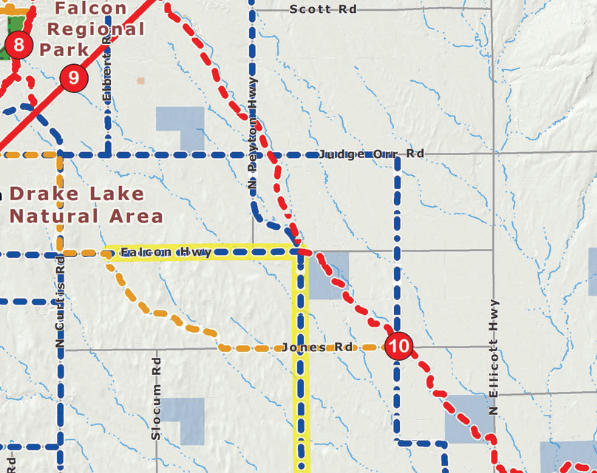 Scott Rd
Falcon
Regional
Park
8
9
Elbert Rd
N Peyton Hwy
Judge Orr Rd
Drake Lake
Natural Area
Falcon Hwy
N Curtis Rd
Jones Rd
10
N Ellicott Hwy
Slocum Rd
Rd